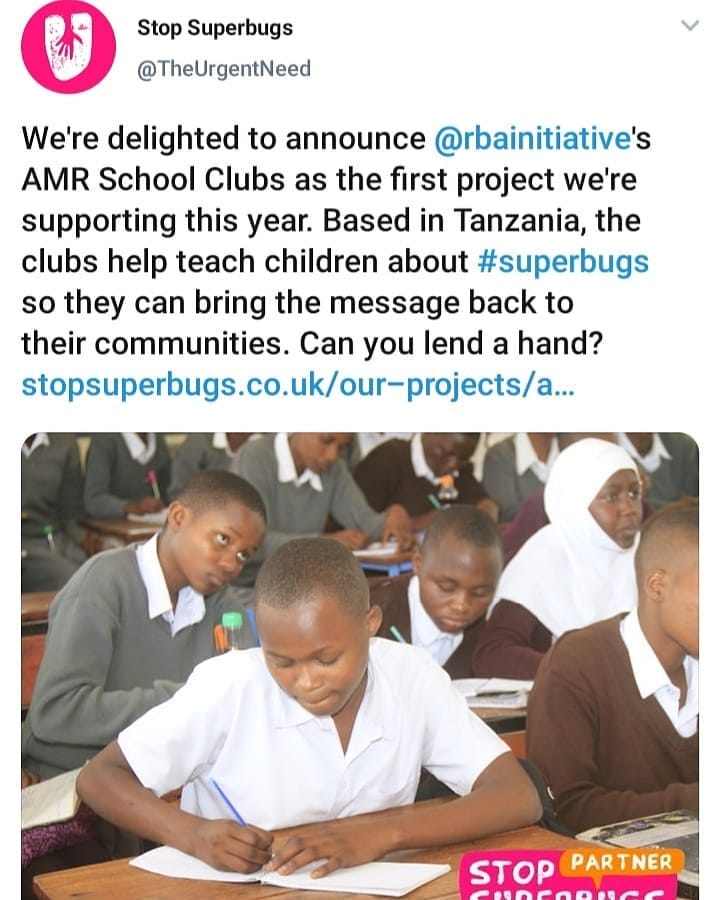 Stop Superbugs
@TheUrgentNeed
We're delighted to announce @rbainitiative's
AMR School Clubs as the first project we're
supporting this year. Based in Tanzania, the
clubs help teach children about #superbugs
so they can bring the message back to
their communities. Can you lend a hand?
stopsuperbugs.co.uk/our-projects/a...
STOP PARTNER
SUPERBUGS